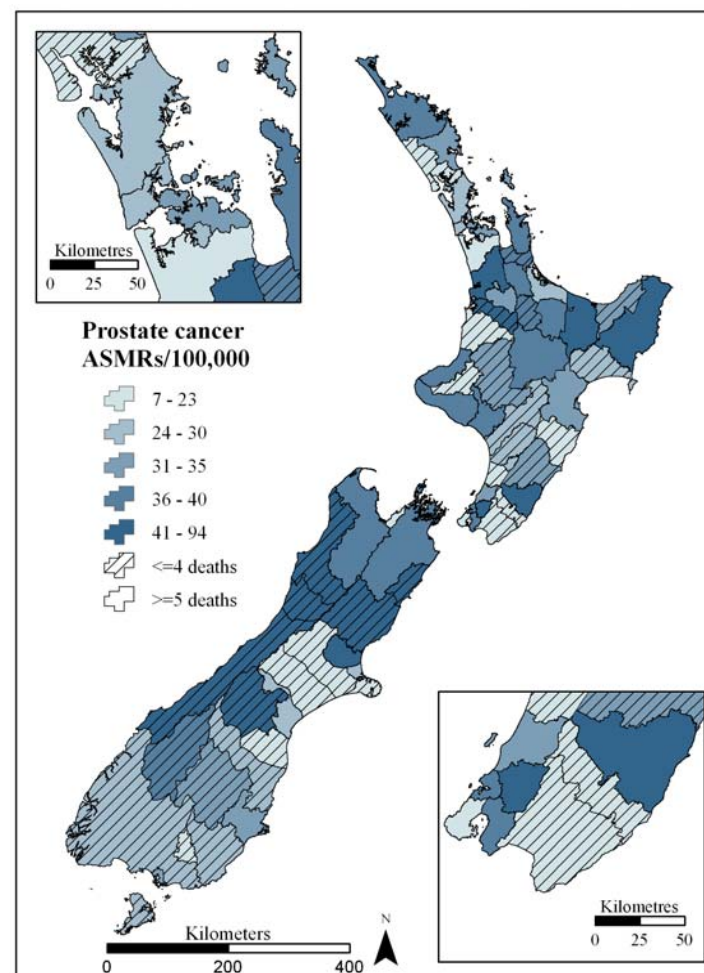 Kilometres
0 25 50
Prostate cancer
ASMRs/100,000
7 - 23
24 - 30
31 - 35
36 - 40
41 - 94
<=4 deaths
>=5 deaths
Kilometers
0 200 400
N
Kilometres
0 25 50